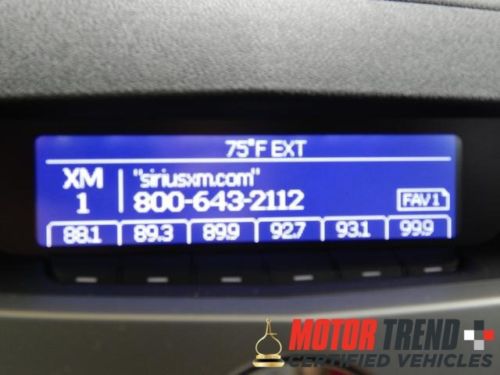 75°F EXT
XM "siriusxm.com"
1 800-643-2112 FAV1
88.1 89.3 89.9 92.7 93.1 99.9
MOTOR TREND
CERTIFIED VEHICLES